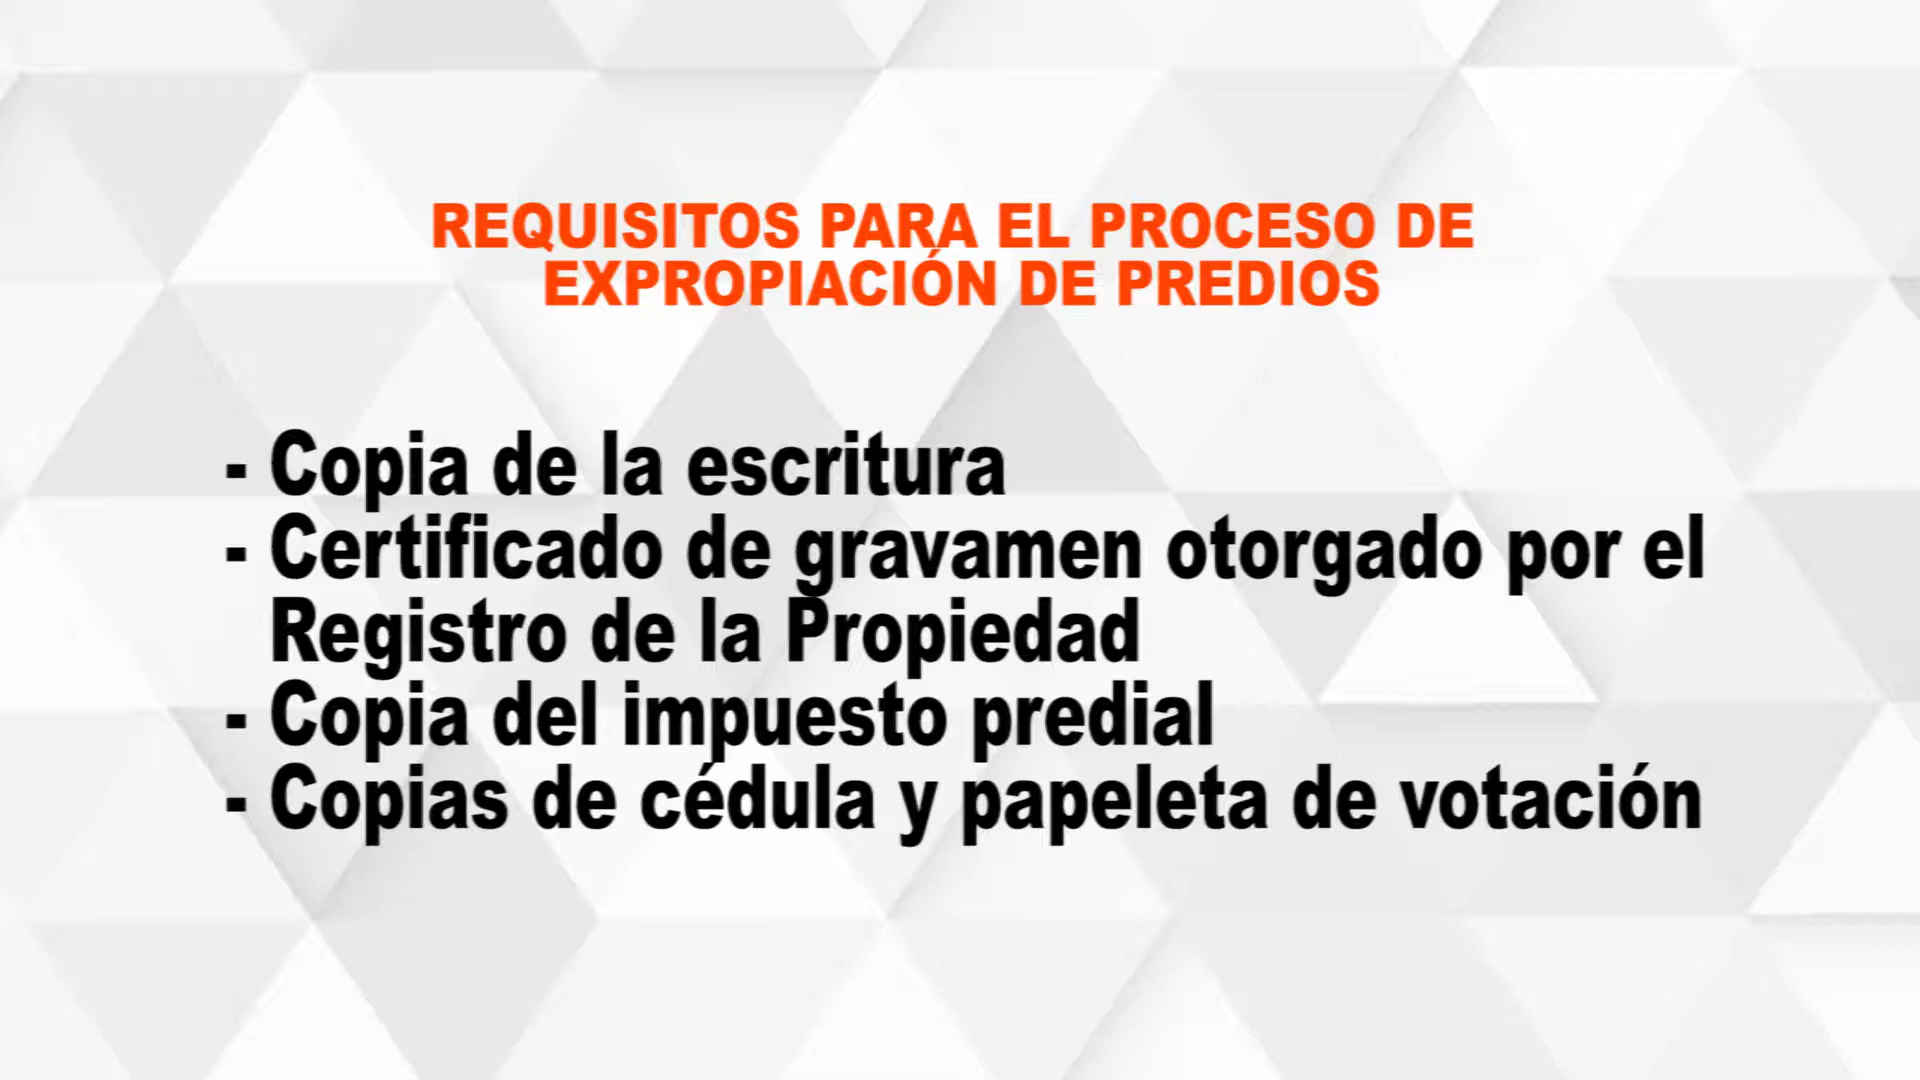 REQUISITOS PARA EL PROCESO DE
EXPROPIACIÓN DE PREDIOS
- Copia de la escritura
- Certificado de gravamen otorgado por el
Registro de la Propiedad
- Copia del impuesto predial
- Copias de cédula y papeleta de votación